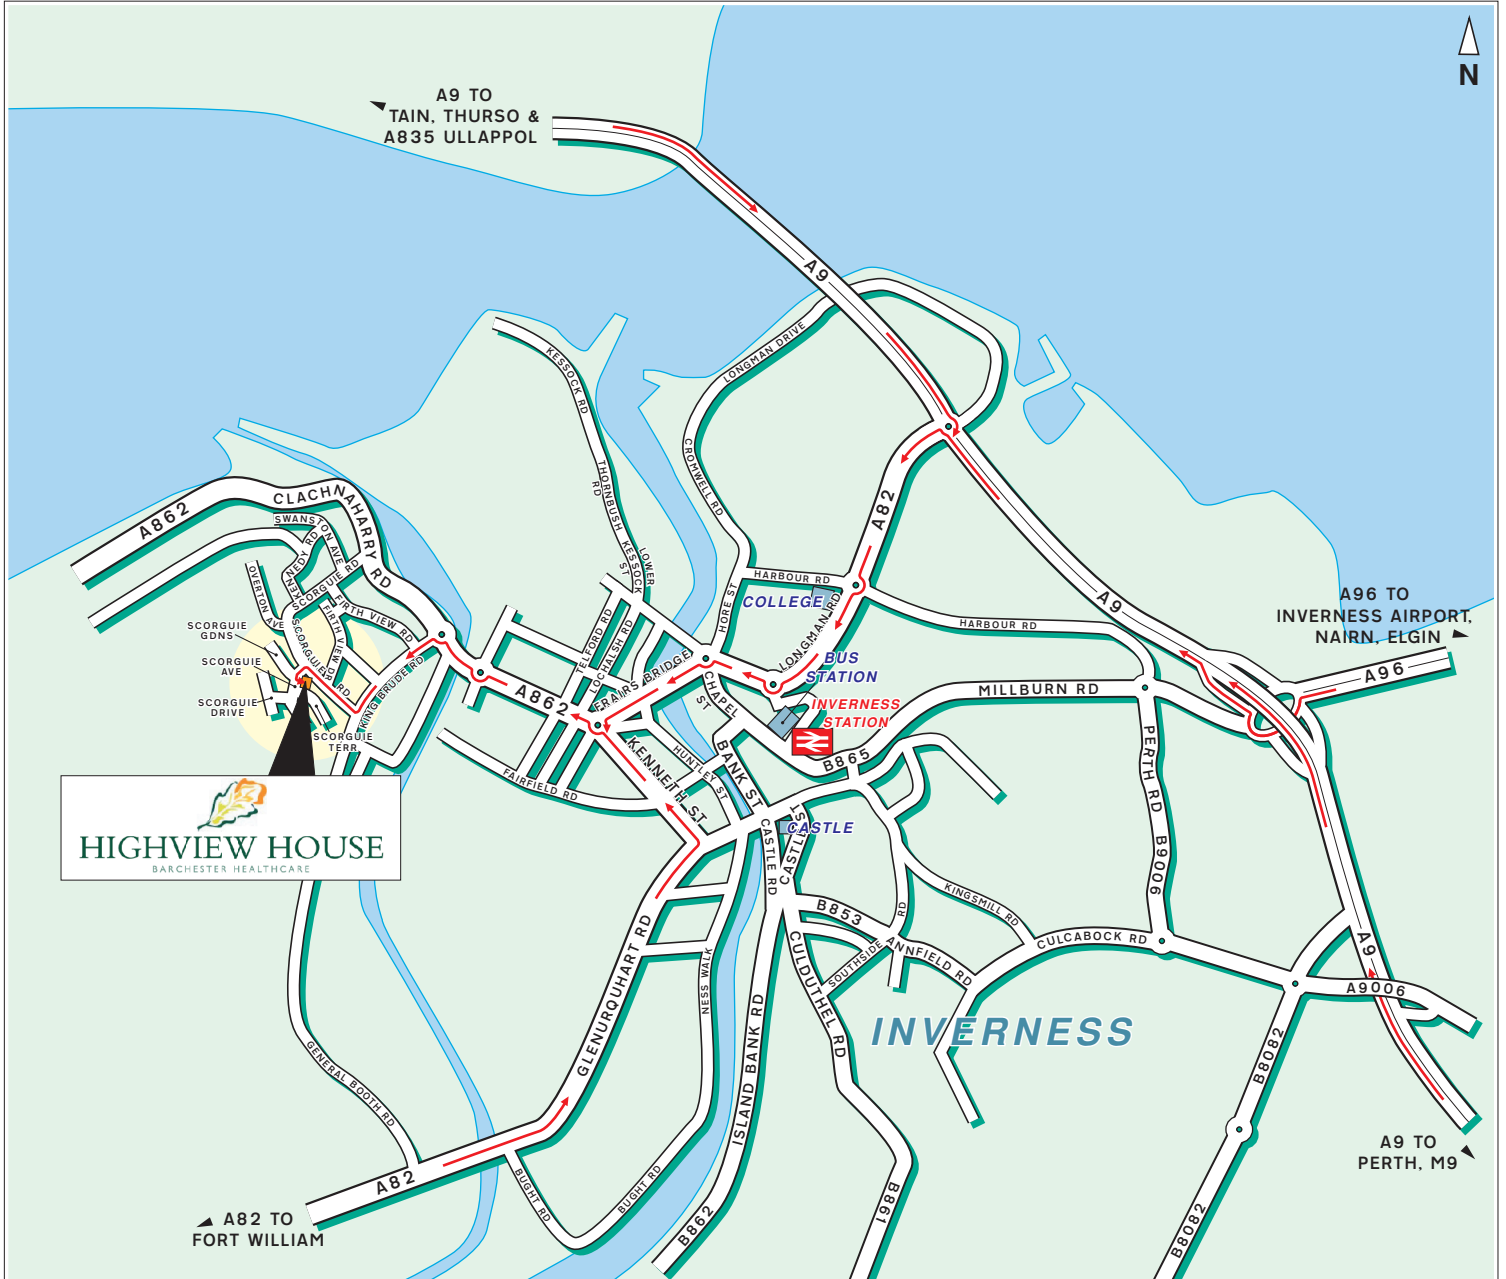 N
A9 TO
TAIN, THURSO &
A835 ULLAPPOL
A9
LONGMAN DRIVE
KESSOCK RD
CROMWELL RD
THORNBUSH
RD
A82
LOWER
KESSOCK
ST
CLACHNAHARRY RD
A862
SWANSTON AVE
KENNEDY RD
SCORGUIE RD
OVERTON
AVE
FIRTH VIEW RD
FIRTH VIEW DR
SCORGUIE RD
KING BRUDE RD
SCORGUIE
GDNS
SCORGUIE
AVE
SCORGUIE
DRIVE
SCORGUIE
TERR
HARBOUR RD
COLLEGE
HORE ST
LONGMAN RD
HARBOUR RD
A9
A96 TO
INVERNESS AIRPORT,
NAIRN, ELGIN
A96
TELFORD RD
LOCHALSH RD
FRAIRS BRIDGE
A862
CHAPEL
ST
BUS
STATION
INVERNESS
STATION
MILLBURN RD
B865
BANK ST
HUNTLEY ST
KENNETH ST
FAIRFIELD RD
HIGHVIEW HOUSE
BARCHESTER HEALTHCARE
CASTLE
CASTLE RD
CASTLE ST
PERTH RD
B9006
KINGSMILL RD
RD
B853
ANNFIELD RD
SOUTHSIDE
CULCABOCK RD
A9
A9006
CULDUTHEL RD
GLENURQUHART RD
NESS WALK
ISLAND BANK RD
INVERNESS
GENERAL BOOTH RD
B8082
A82
BUGHT RD
BUGHT RD
B862
B861
B8082
A9 TO
PERTH, M9
A82 TO
FORT WILLIAM